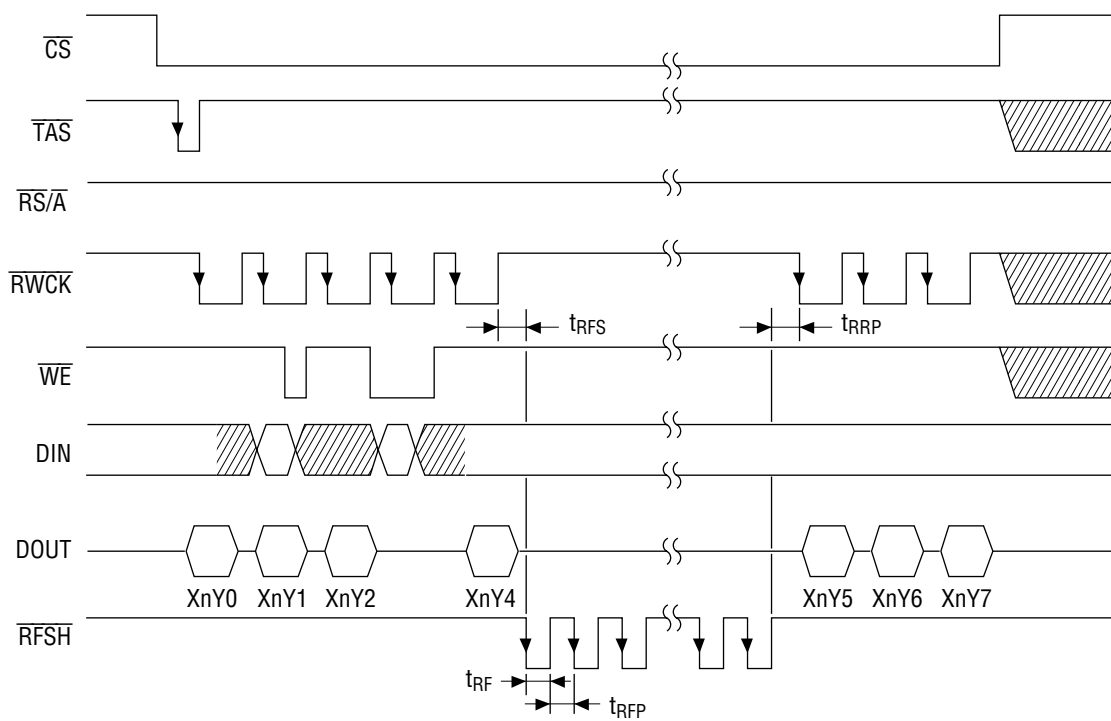 CS
TAS
RS/A
RWCK
tRFS
tRRP
WE
DIN
DOUT
XnY0 XnY1 XnY2 XnY4 XnY5 XnY6 XnY7
RFSH
tRF
tRFP